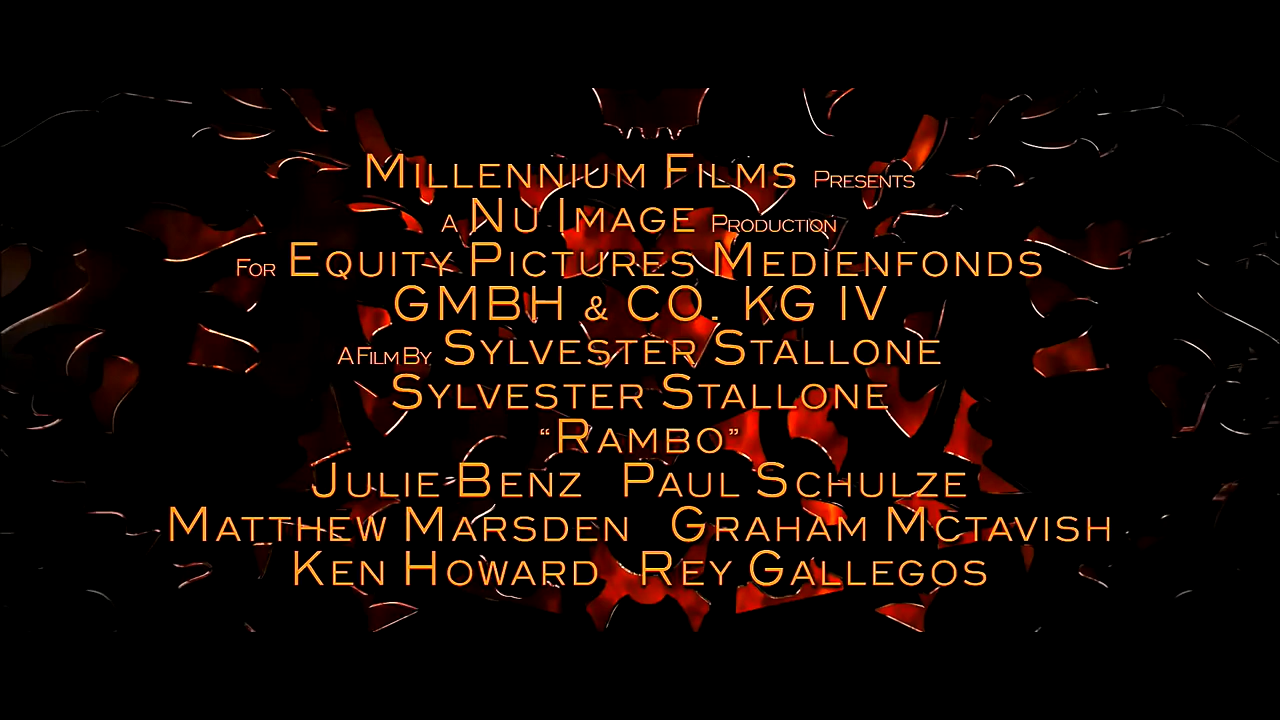 Millennium Films Presents
A Nu Image Production
For Equity Pictures Medienfonds
GMBH & CO. KG IV
A Film By Sylvester Stallone
Sylvester Stallone
“Rambo”
Julie Benz Paul Schulze
Matthew Marsden Graham Mctavish
Ken Howard Rey Gallegos